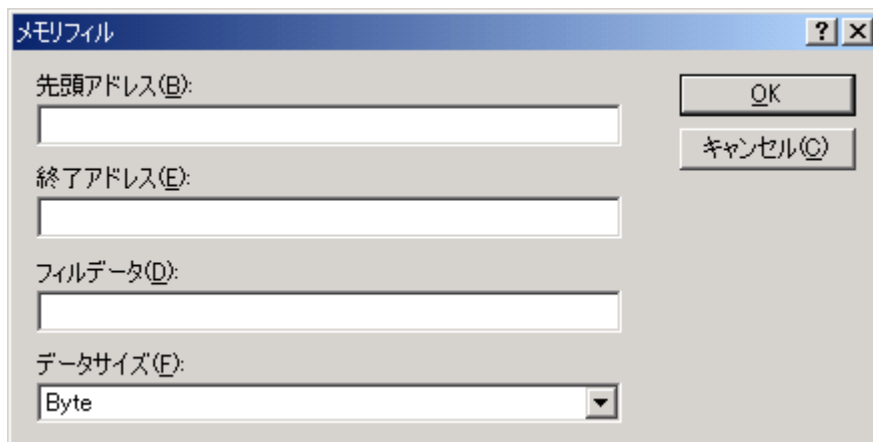 メモリフィル
先頭アドレス(B):
OK
キャンセル(C)
終了アドレス(E):
フィルデータ(D):
データサイズ(F):
Byte